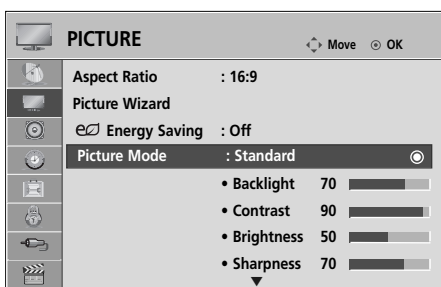 PICTURE
Move ⊙ OK
Aspect Ratio : 16:9
Picture Wizard
Energy Saving : Off
Picture Mode : Standard
• Backlight 70
• Contrast 90
• Brightness 50
• Sharpness 70